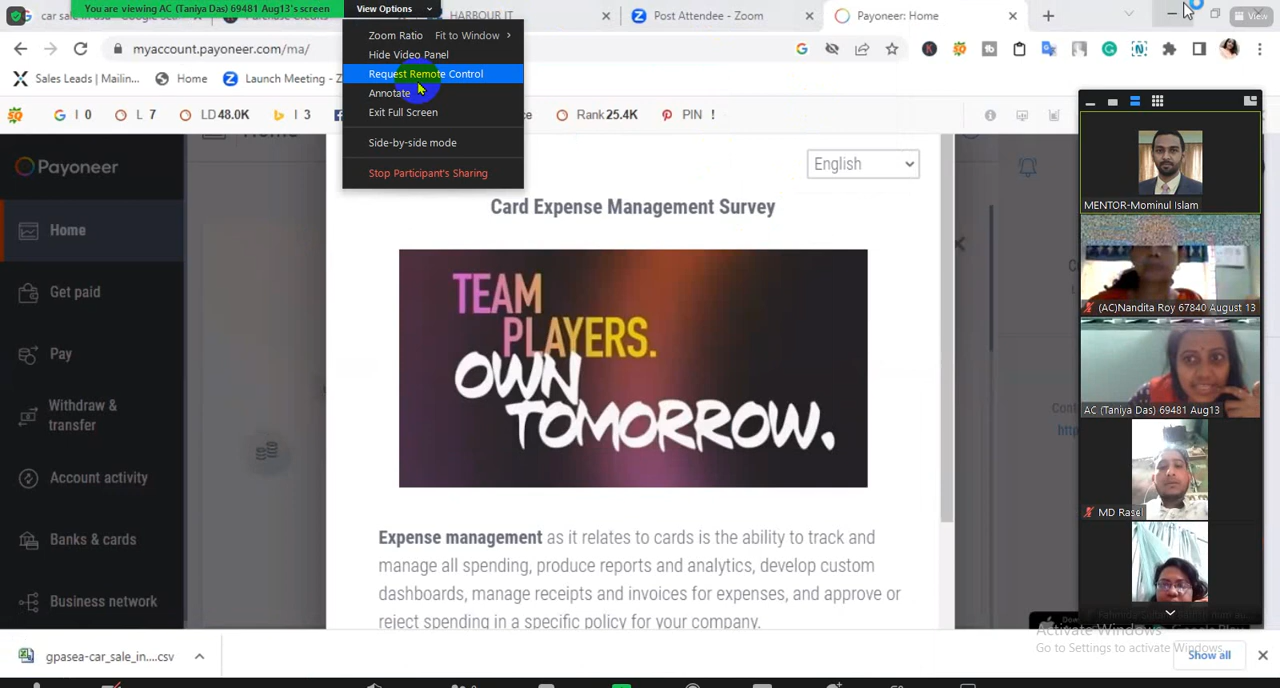 You are viewing AC (Taniya Das) 69481 Aug13's screen
View Options
HARBOUR IT
Post Attendee - Zoom
Payoneer: Home
View
myaccount.payoneer.com/ma/
Sales Leads | Mailin...
Home
Launch Meeting - Z
I 0
L 7
LD 48.0K
I 3
Rank 25.4K
PIN !
Zoom Ratio Fit to Window
Hide Video Panel
Request Remote Control
Annotate
Exit Full Screen
Side-by-side mode
Stop Participant's Sharing
Payoneer
Home
Get paid
Pay
Withdraw &
transfer
Account activity
Banks & cards
Business network
English
Card Expense Management Survey
TEAM
PLAYERS.
OWN
TOMORROW.
Expense management as it relates to cards is the ability to track and
manage all spending, produce reports and analytics, develop custom
dashboards, manage receipts and invoices for expenses, and approve or
reject spending in a specific policy for your company.
MENTOR-Mominul Islam
(AC)Nandita Roy 67840 August 13
AC (Taniya Das) 69481 Aug13
MD Rasel
Activate Windows
Go to Settings to activate Windows.
gpasea-car_sale_in....csv
Show all